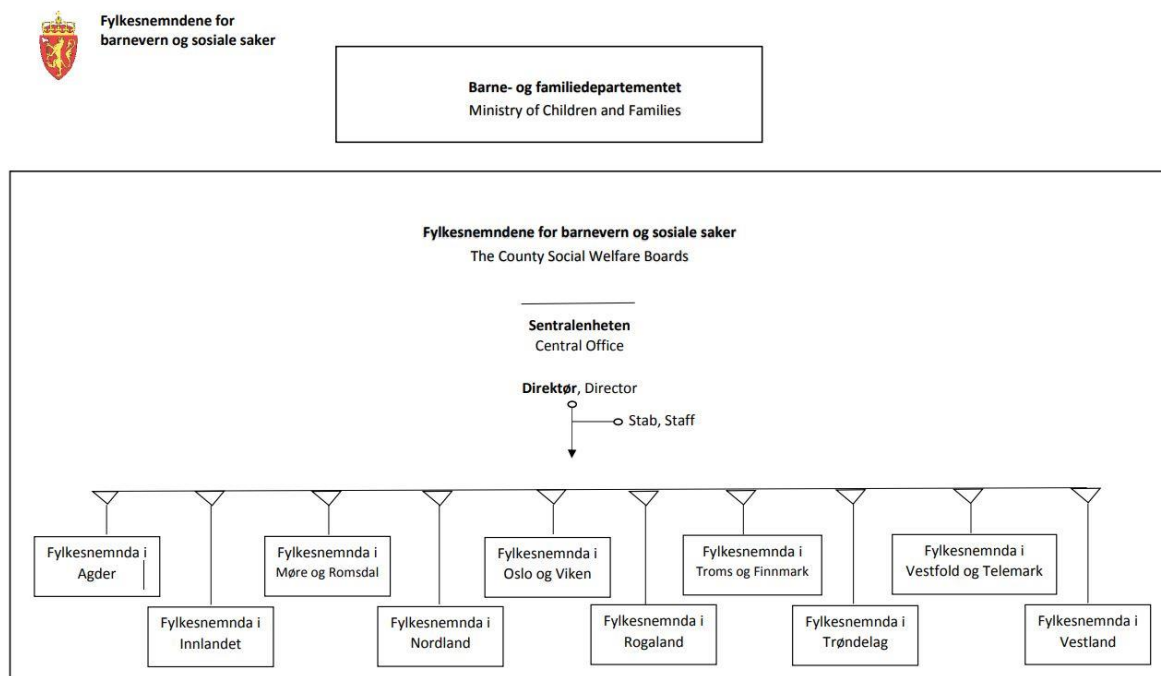 Fylkesnemndene for
barnevern og sosiale saker
Barne- og familiedepartementet
Ministry of Children and Families
Fylkesnemndene for barnevern og sosiale saker
The County Social Welfare Boards
Sentralenheten
Central Office
Direktør, Director
Stab, Staff
Fylkesnemnda i
Agder
Fylkesnemnda i
Møre og Romsdal
Fylkesnemnda i
Oslo og Viken
Fylkesnemnda i
Troms og Finnmark
Fylkesnemnda i
Vestfold og Telemark
Fylkesnemnda i
Innlandet
Fylkesnemnda i
Nordland
Fylkesnemnda i
Rogaland
Fylkesnemnda i
Trøndelag
Fylkesnemnda i
Vestland